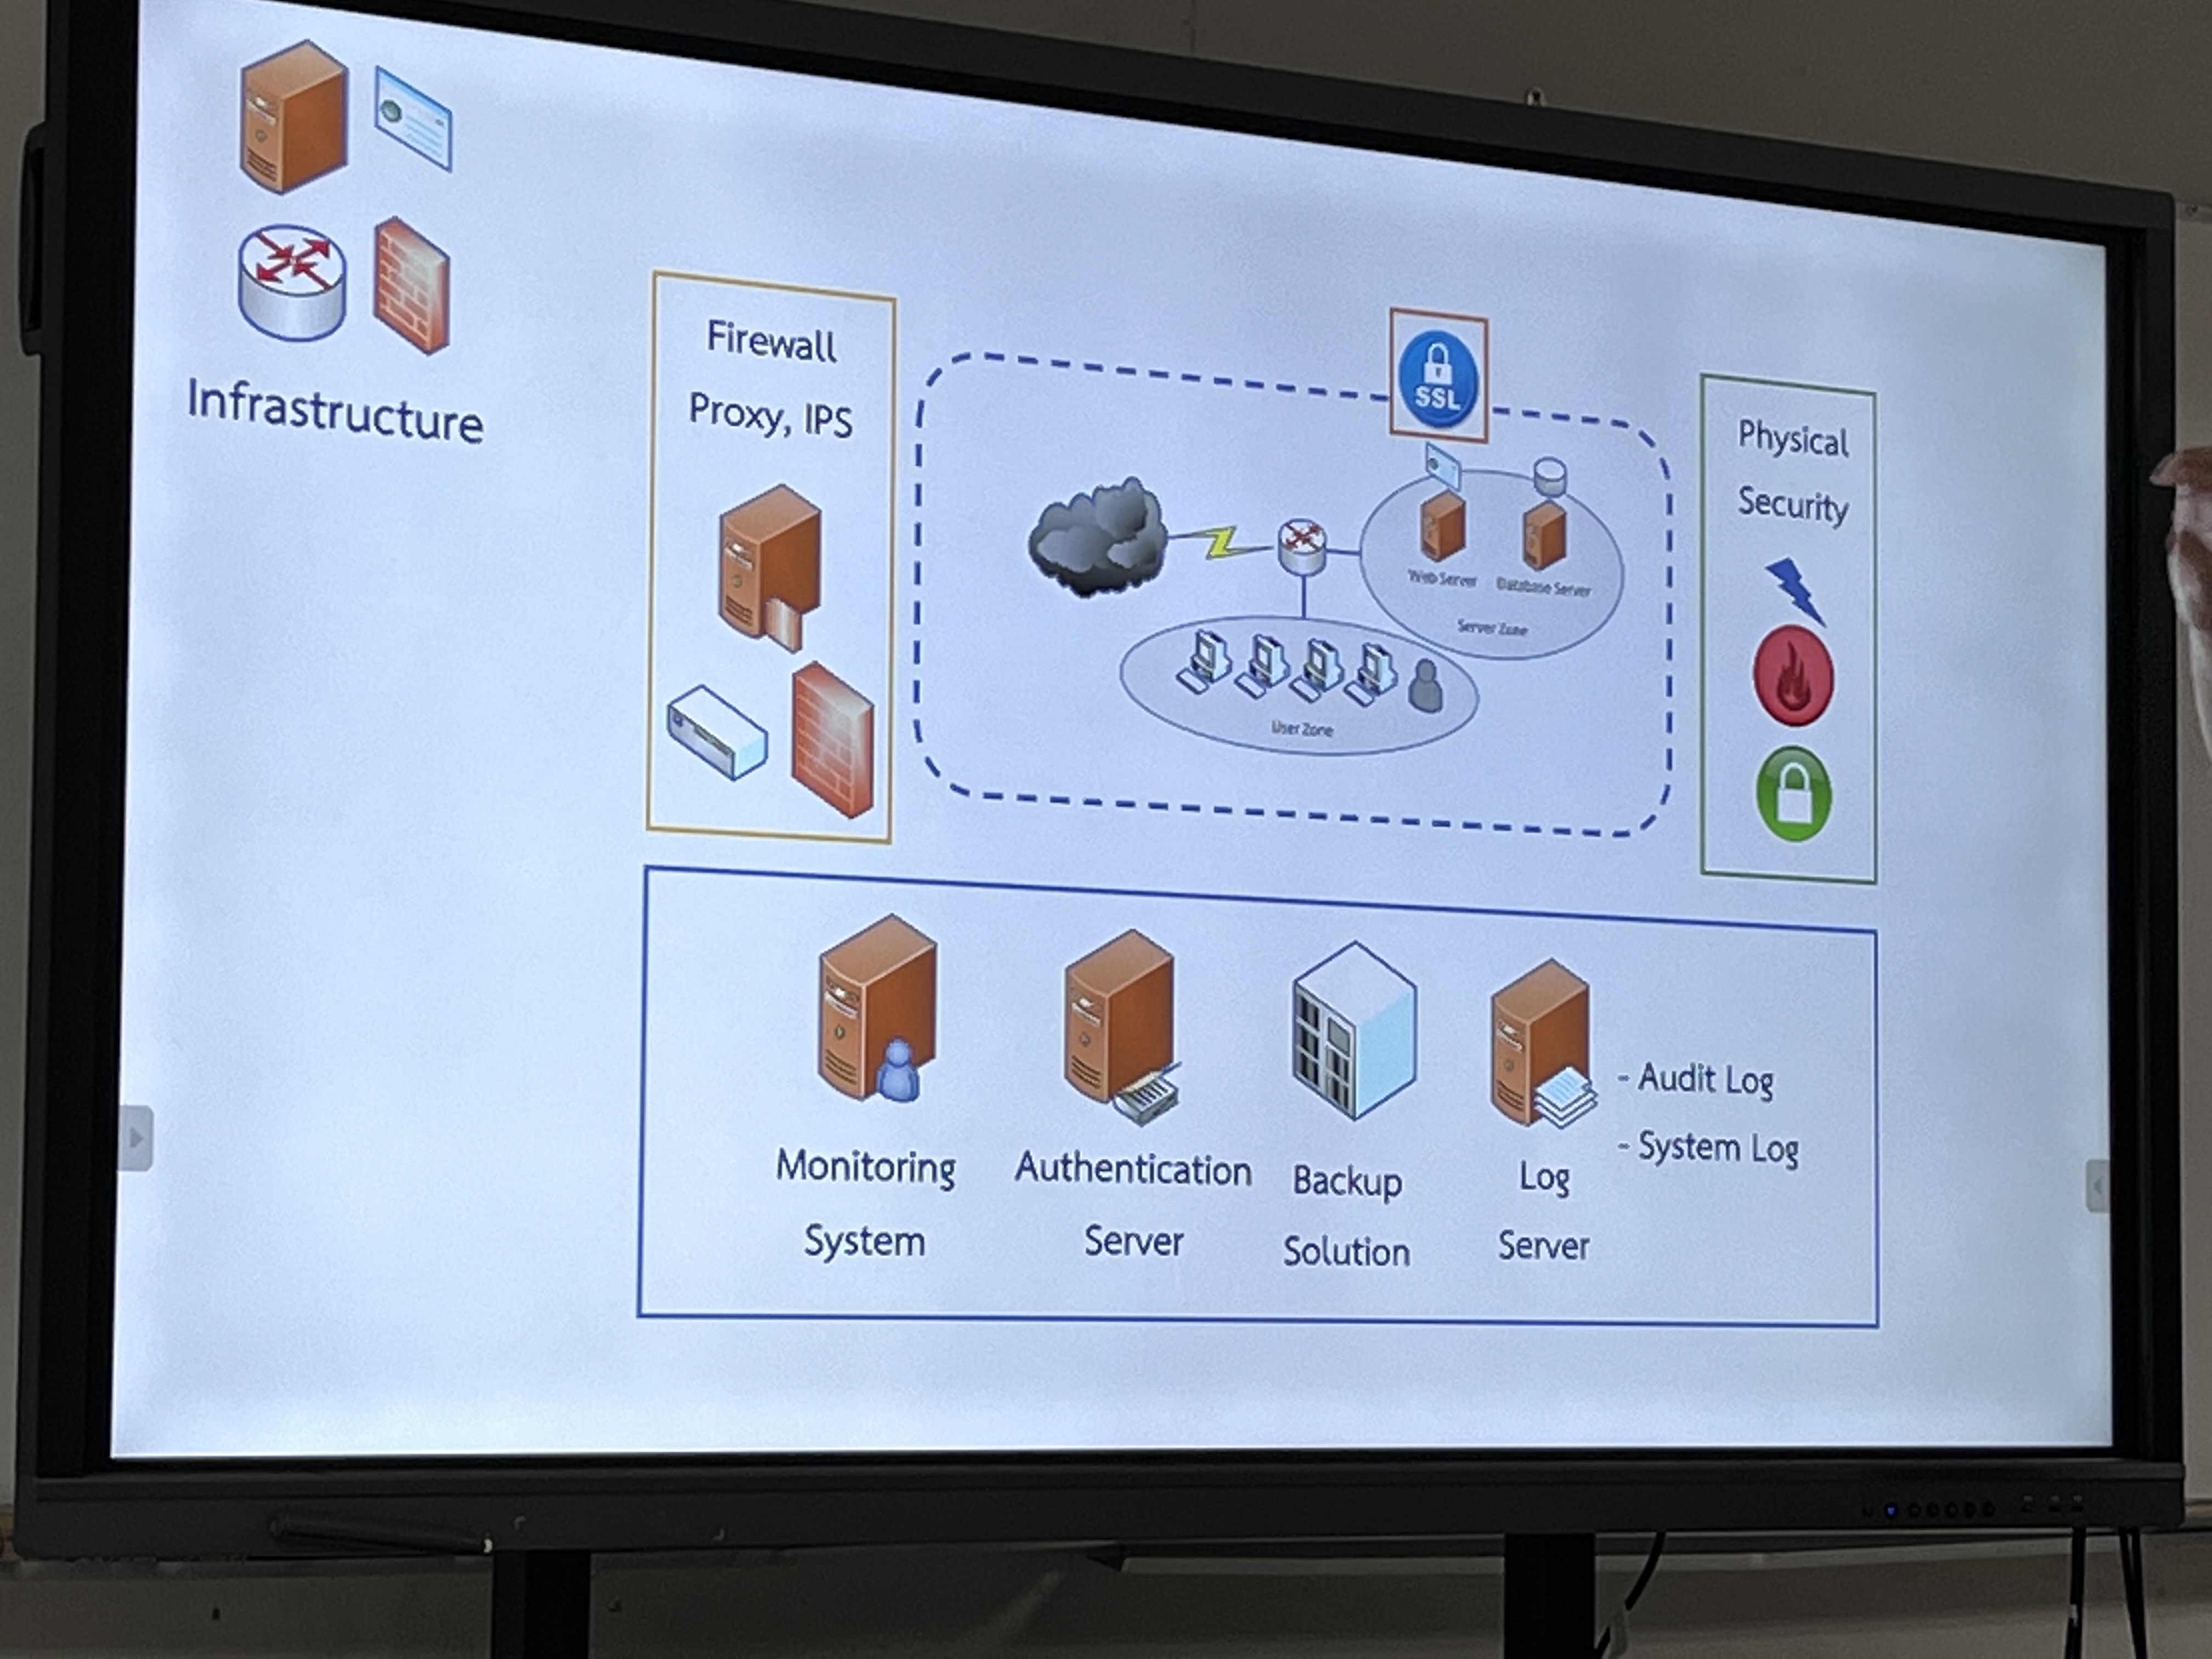 Infrastructure
Firewall
Proxy, IPS
SSL
Web Server
Database Server
Server Zone
User Zone
Physical
Security
Monitoring
System
Authentication
Server
Backup
Solution
Log
Server
- Audit Log
- System Log